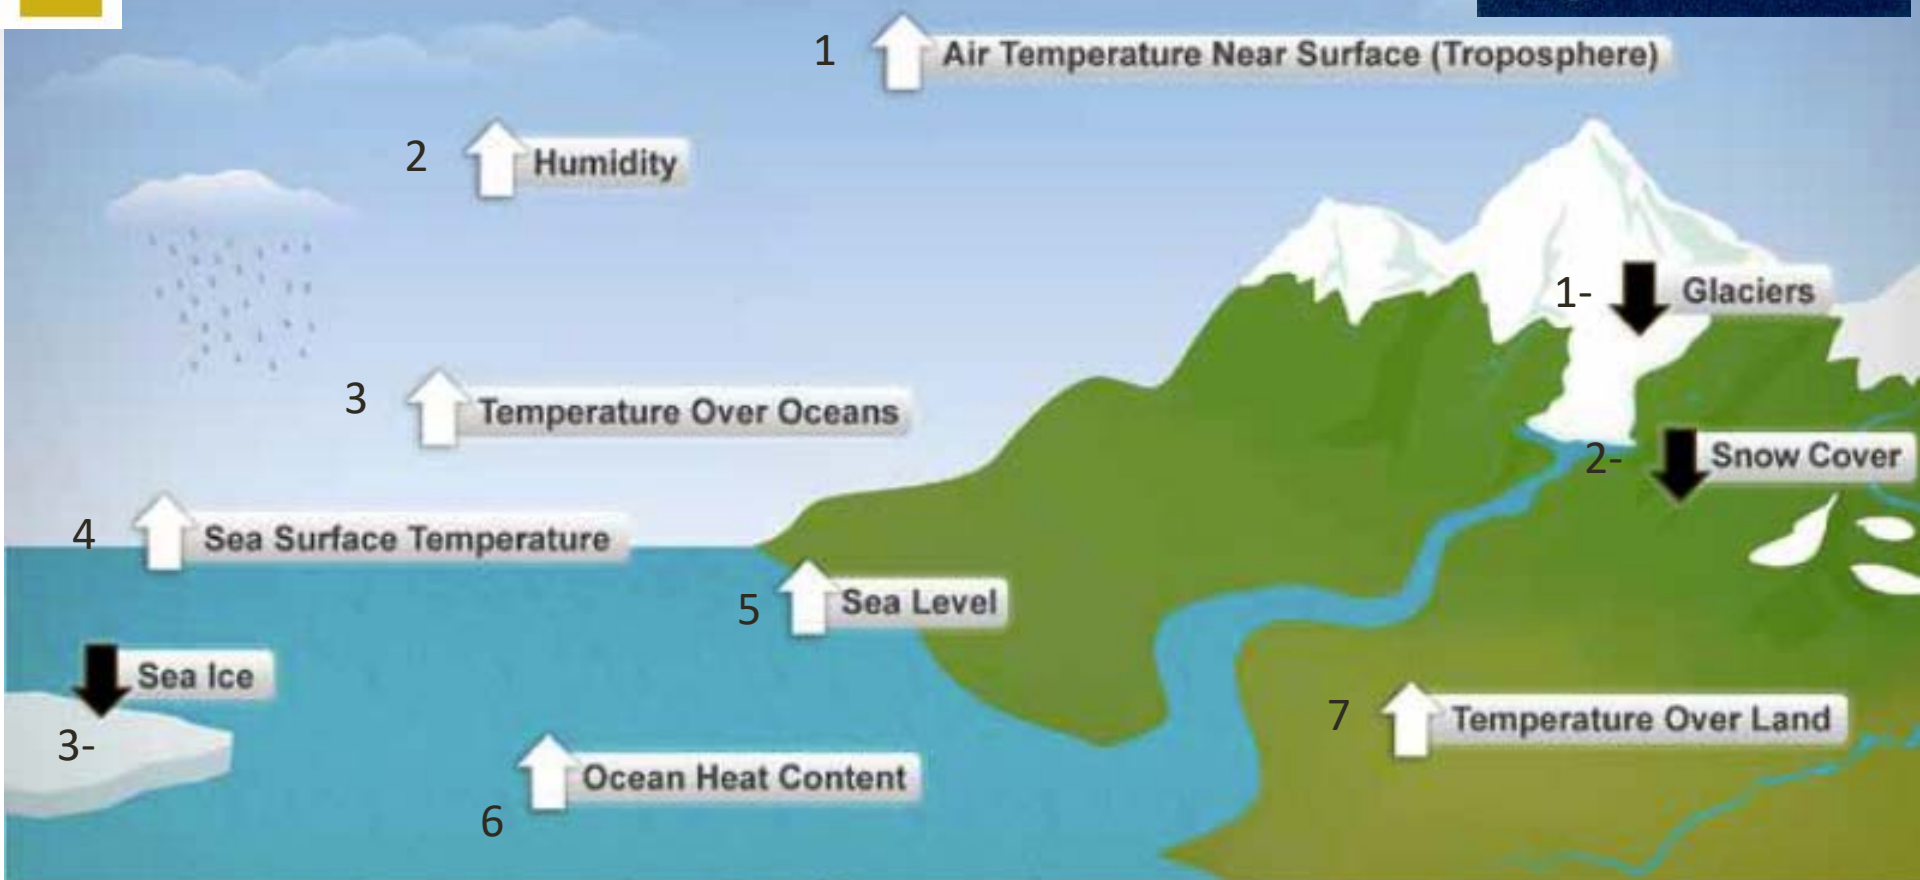 1 Air Temperature Near Surface (Troposphere)
2 Humidity
1- Glaciers
3 Temperature Over Oceans
2- Snow Cover
4 Sea Surface Temperature
5 Sea Level
Sea Ice
3-
7 Temperature Over Land
Ocean Heat Content
6